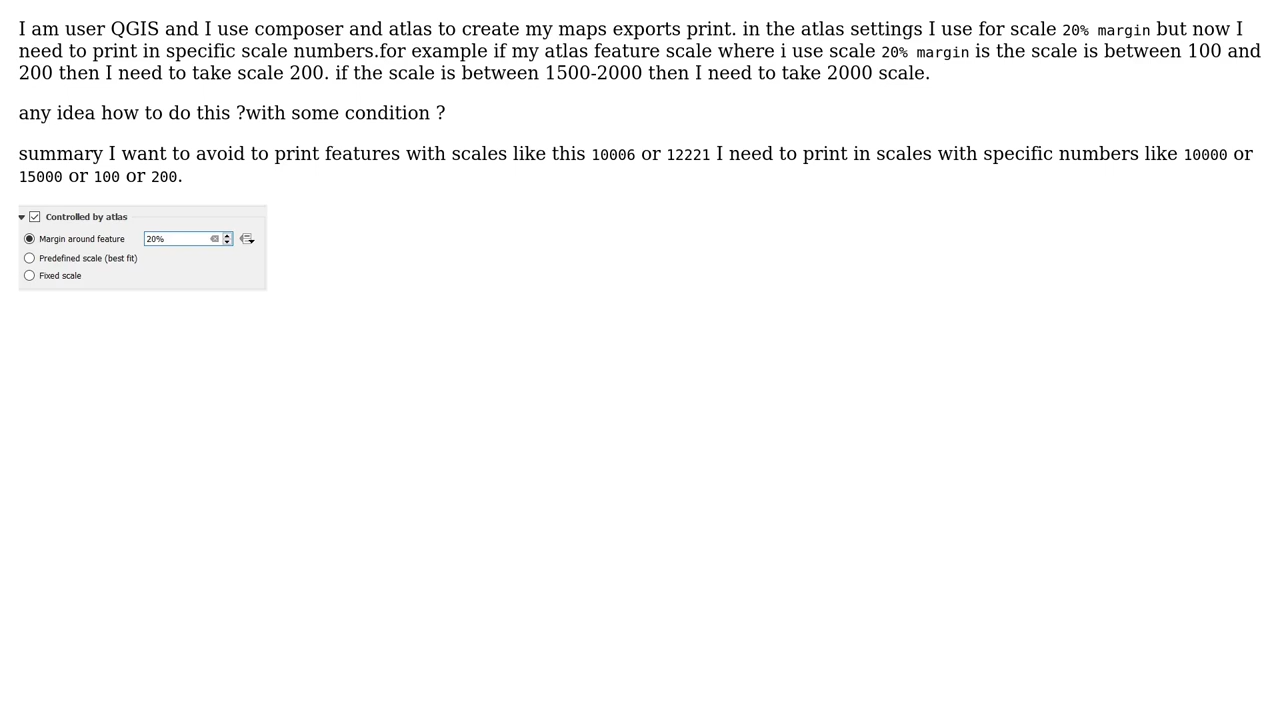 I am user QGIS and I use composer and atlas to create my maps exports print. in the atlas settings I use for scale 20% margin but now I
need to print in specific scale numbers.for example if my atlas feature scale where i use scale 20% margin is the scale is between 100 and
200 then I need to take scale 200. if the scale is between 1500-2000 then I need to take 2000 scale.
any idea how to do this ?with some condition ?
summary I want to avoid to print features with scales like this 10006 or 12221 I need to print in scales with specific numbers like 10000 or
15000 or 100 or 200.
Controlled by atlas
Margin around feature 20%
Predefined scale (best fit)
Fixed scale